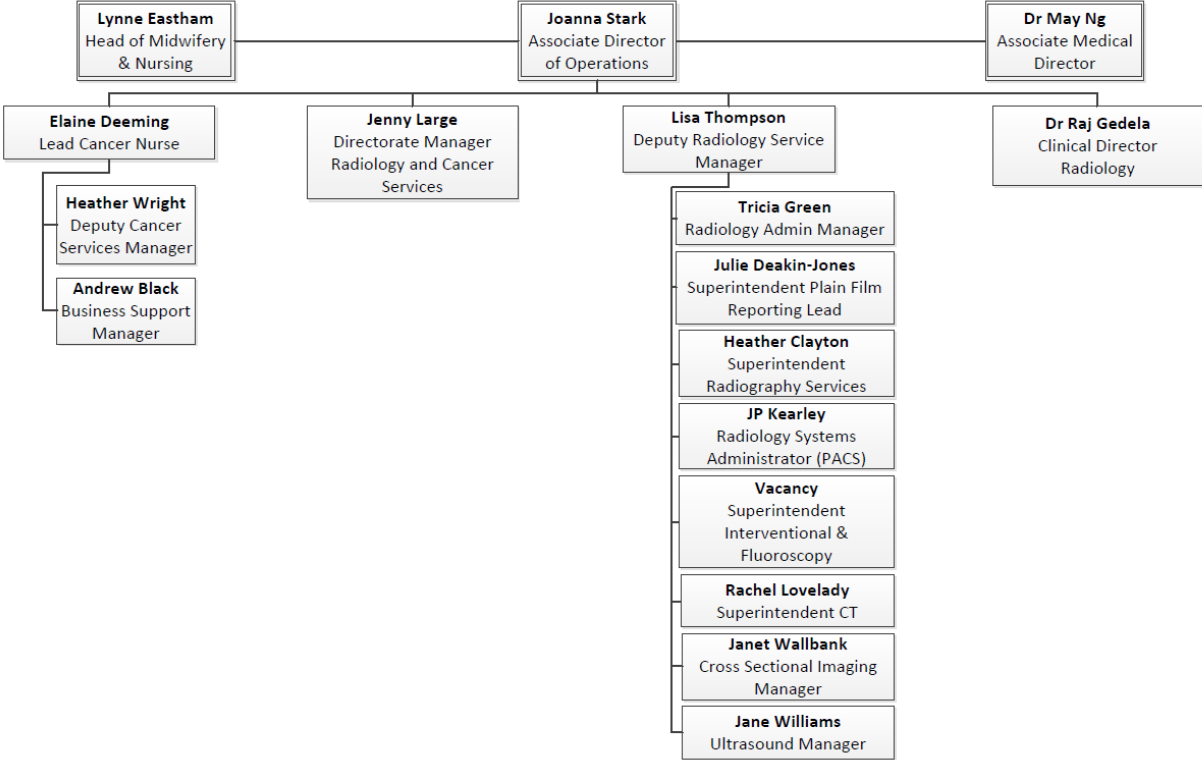 Lynne Eastham
Head of Midwifery
& Nursing
Joanna Stark
Associate Director
of Operations
Dr May Ng
Associate Medical
Director
Elaine Deeming
Lead Cancer Nurse
Jenny Large
Directorate Manager
Radiology and Cancer
Services
Lisa Thompson
Deputy Radiology Service
Manager
Dr Raj Gedela
Clinical Director
Radiology
Heather Wright
Deputy Cancer
Services Manager
Andrew Black
Business Support
Manager
Tricia Green
Radiology Admin Manager
Julie Deakin-Jones
Superintendent Plain Film
Reporting Lead
Heather Clayton
Superintendent
Radiography Services
JP Kearley
Radiology Systems
Administrator (PACS)
Vacancy
Superintendent
Interventional &
Fluoroscopy
Rachel Lovelady
Superintendent CT
Janet Wallbank
Cross Sectional Imaging
Manager
Jane Williams
Ultrasound Manager